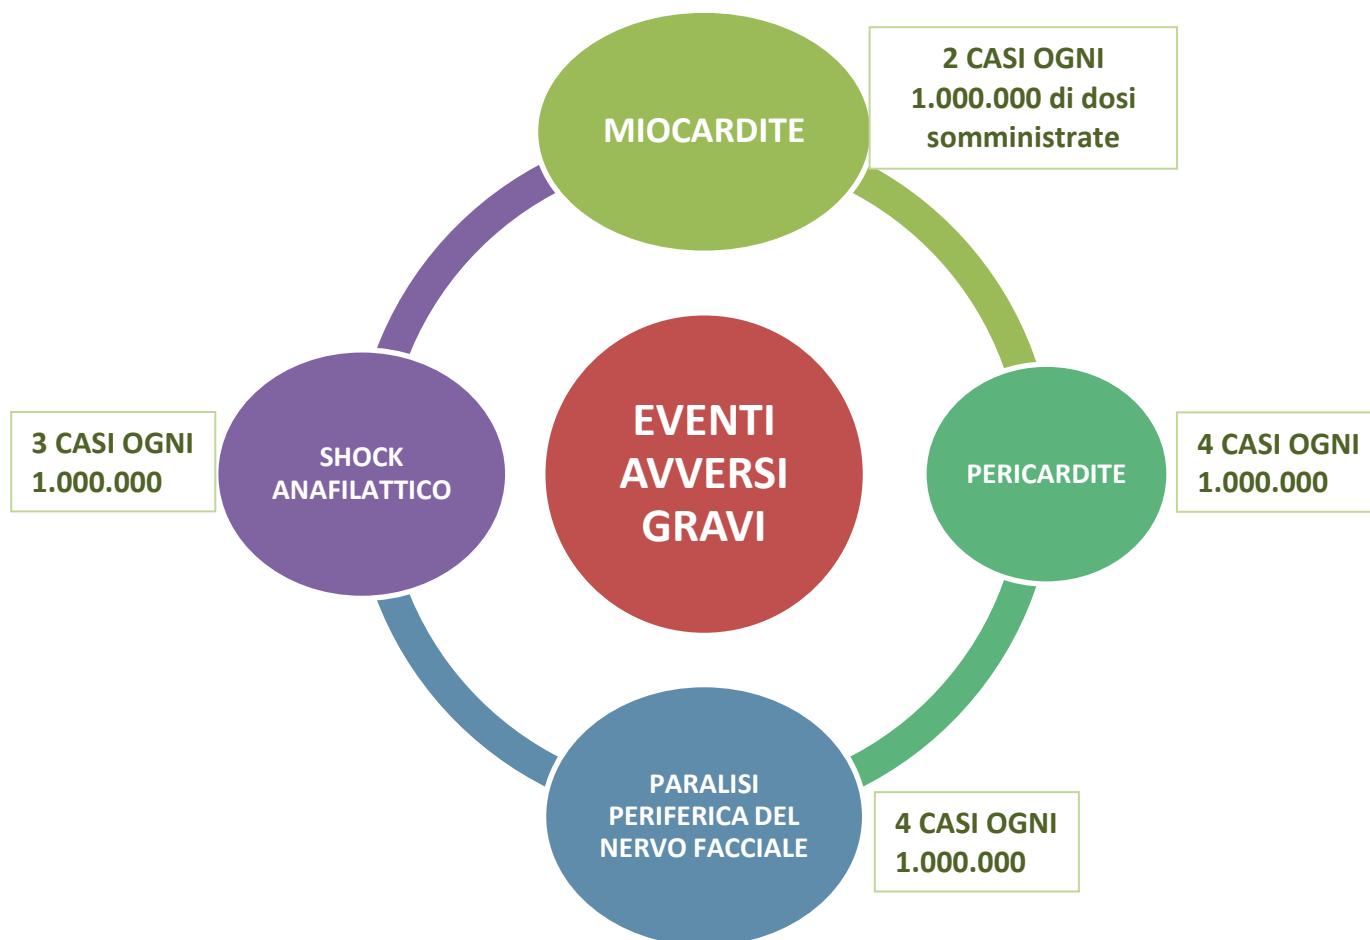 MIOCARDITE
2 CASI OGNI
1.000.000 di dosi
somministrate
EVENTI
AVVERSI
GRAVI
PERICARDITE
4 CASI OGNI
1.000.000
PARALISI
PERIFERICA DEL
NERVO FACCIALE
4 CASI OGNI
1.000.000
SHOCK
ANAFILATTICO
3 CASI OGNI
1.000.000